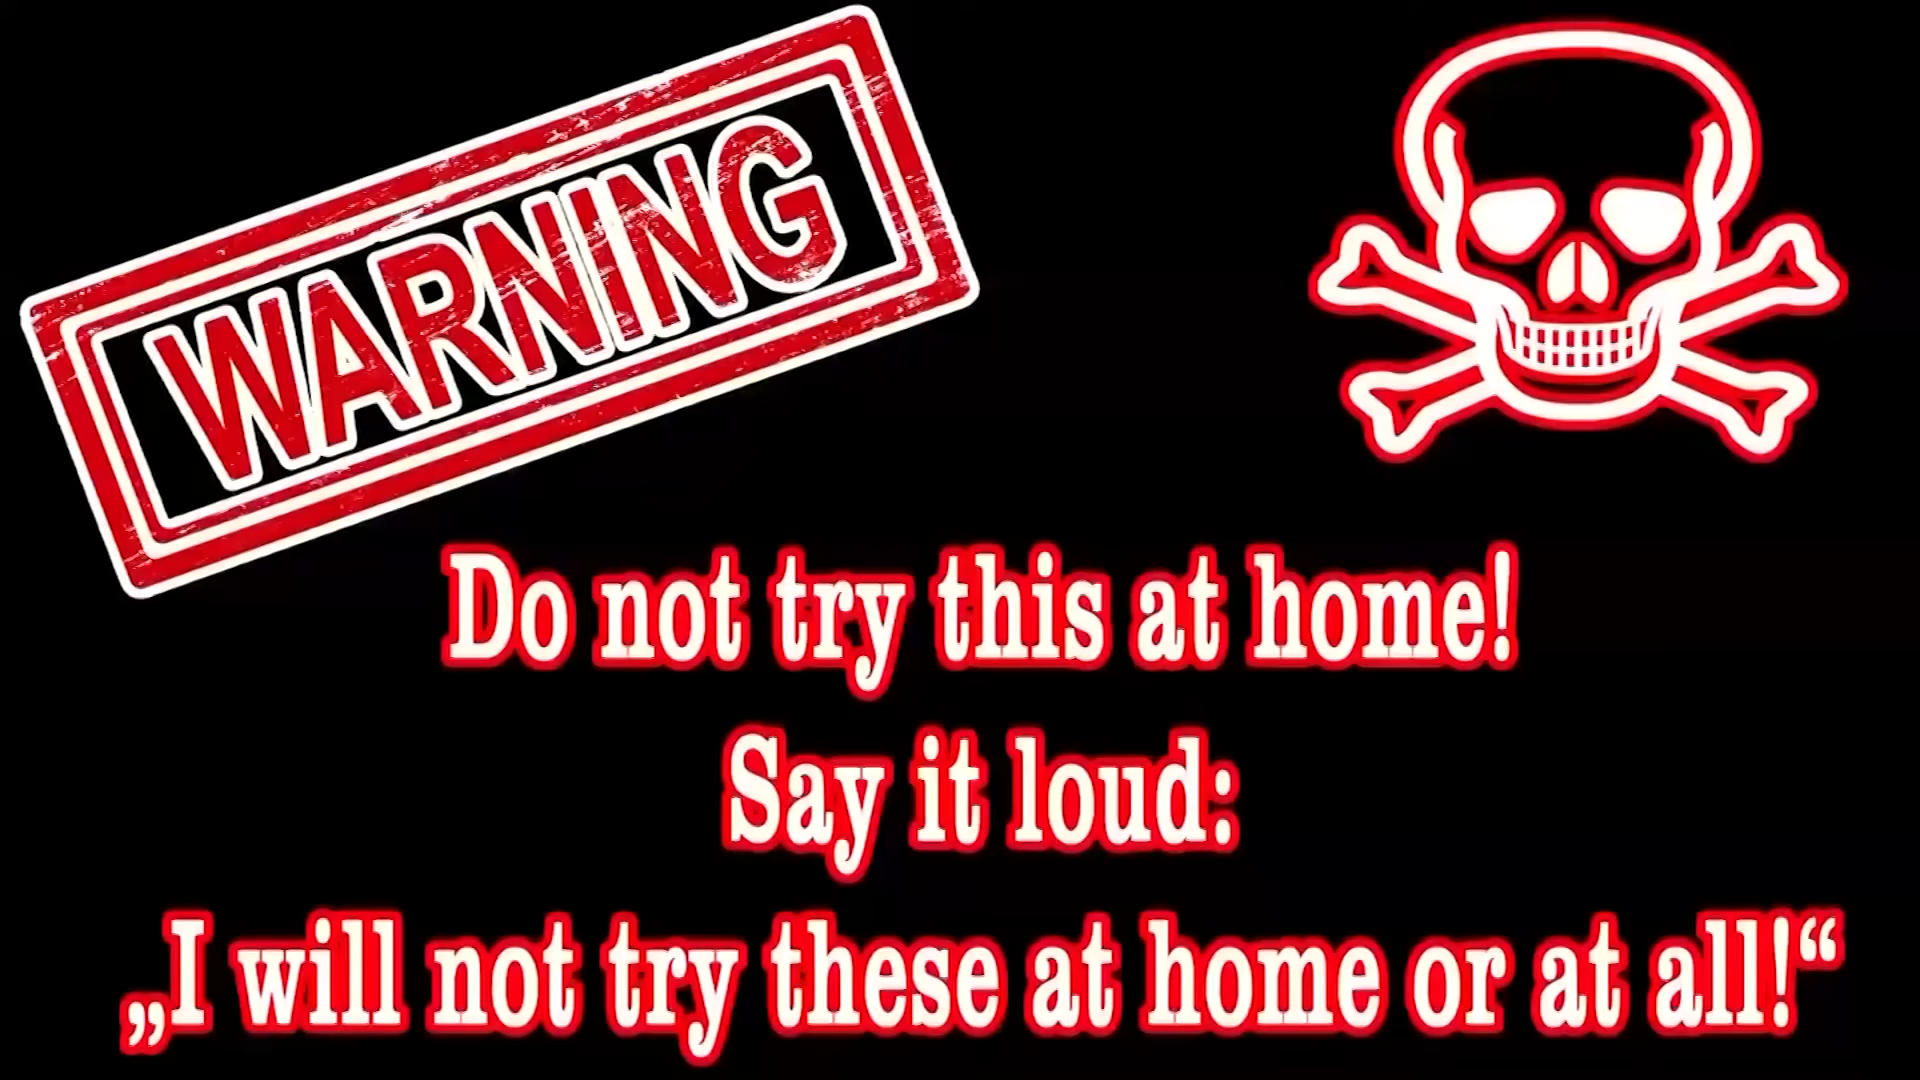 WARNING
Do not try this at home!
Say it loud:
„I will not try these at home or at all!“